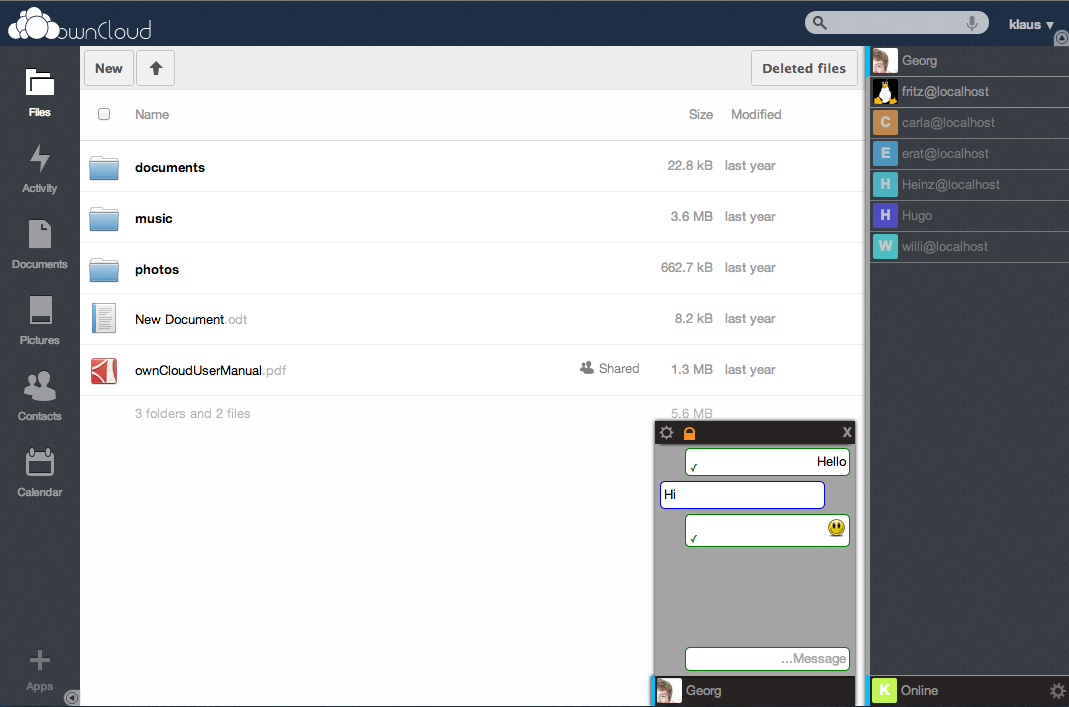 ownCloud
klaus ▼
Files
Activity
Documents
Pictures
Contacts
Calendar
Apps
New
Deleted files
Name Size Modified
documents 22.8 kB last year
music 3.6 MB last year
photos 662.7 kB last year
New Document.odt 8.2 kB last year
ownCloudUserManual.pdf Shared 1.3 MB last year
3 folders and 2 files 5.6 MB
X
Hello
✓
Hi
✓
...Message
Georg
Georg
fritz@localhost
C carla@localhost
E erat@localhost
H Heinz@localhost
H Hugo
W willi@localhost
K Online